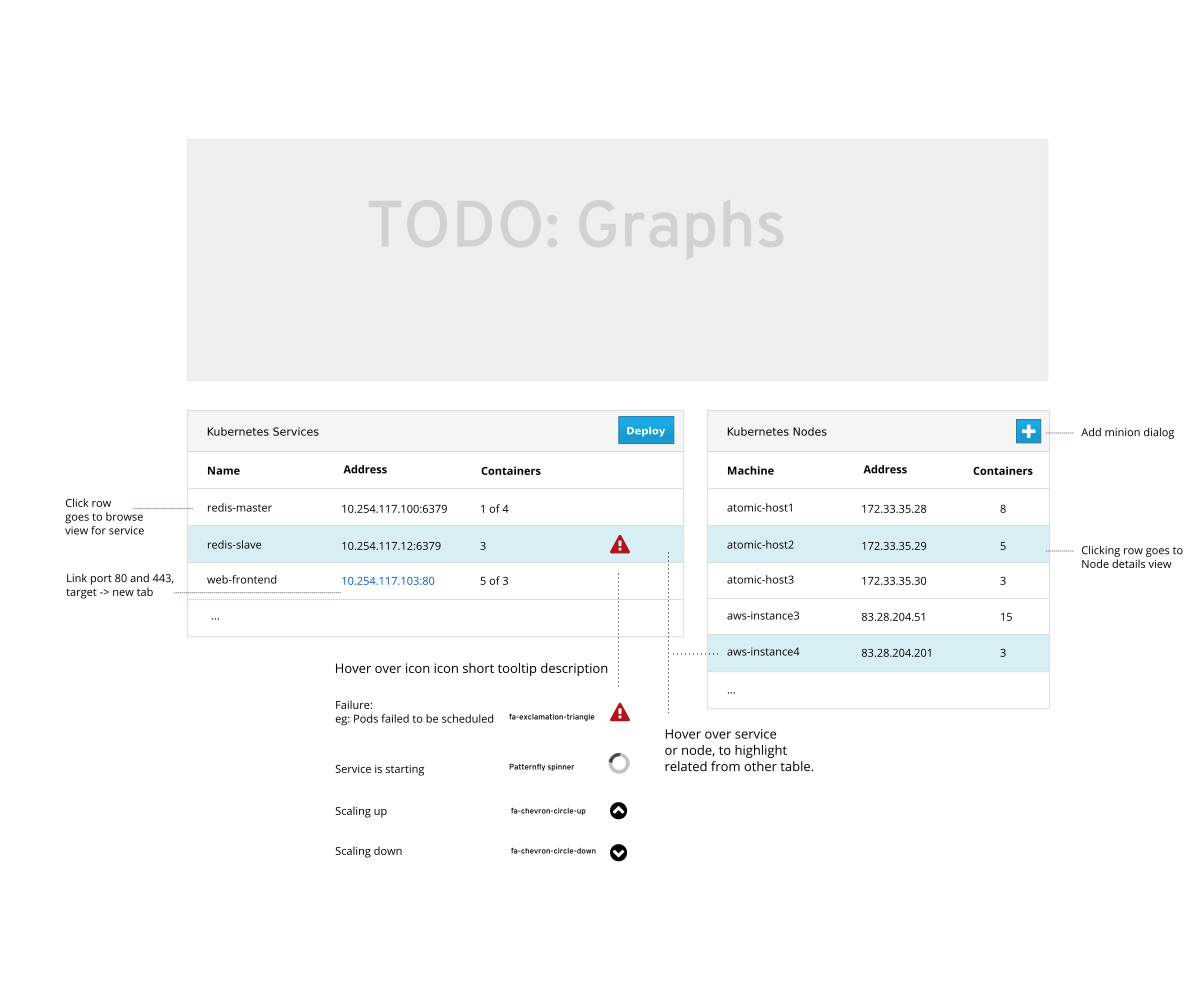 TODO: Graphs
Kubernetes Services
Deploy
Name Address Containers
redis-master 10.254.117.100:6379 1 of 4
redis-slave 10.254.117.12:6379 3
web-frontend 10.254.117.103:80 5 of 3
...
Kubernetes Nodes
Machine Address Containers
atomic-host1 172.33.35.28 8
atomic-host2 172.33.35.29 5
atomic-host3 172.33.35.30 3
aws-instance3 83.28.204.51 15
aws-instance4 83.28.204.201 3
...
Add minion dialog
Click row
goes to browse
view for service
Link port 80 and 443,
target -> new tab
Clicking row goes to
Node details view
Hover over icon icon short tooltip description
Failure:
eg: Pods failed to be scheduled fa-exclamation-triangle
Service is starting Patternfly spinner
Scaling up fa-chevron-circle-up
Scaling down fa-chevron-circle-down
Hover over service
or node, to highlight
related from other table.